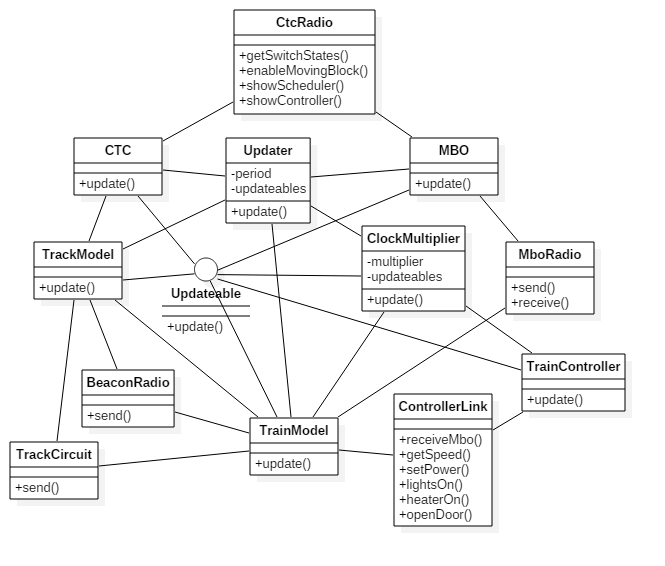 CtcRadio
+getSwitchStates()
+enableMovingBlock()
+showScheduler()
+showController()
CTC
+update()
Updater
-period
-updateables
+update()
MBO
+update()
TrackModel
+update()
Updateable
+update()
ClockMultiplier
-multiplier
-updateables
+update()
MboRadio
+send()
+receive()
BeaconRadio
+send()
TrainController
+update()
TrackCircuit
+send()
TrainModel
+update()
ControllerLink
+receiveMbo()
+getSpeed()
+setPower()
+lightsOn()
+heaterOn()
+openDoor()